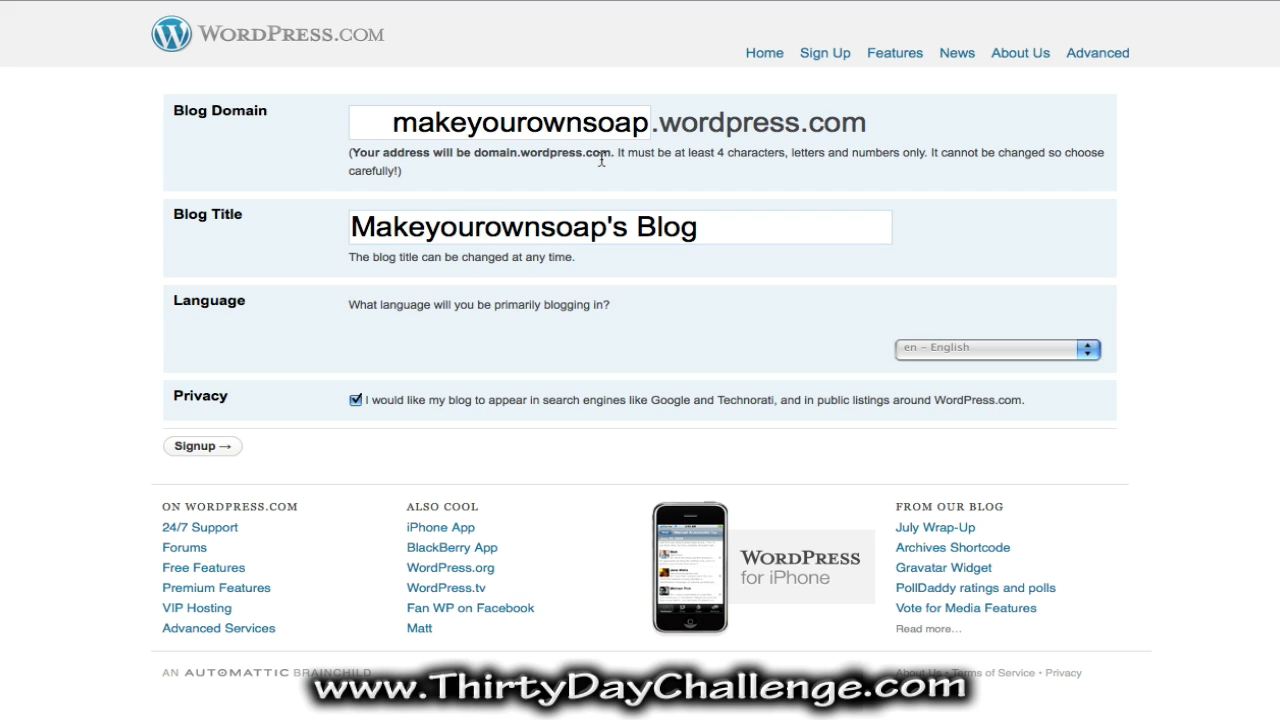 WORDPRESS.COM
Home Sign Up Features News About Us Advanced
Blog Domain
makeyourownsoap.wordpress.com
(Your address will be domain.wordpress.com. It must be at least 4 characters, letters and numbers only. It cannot be changed so choose
carefully!)
Blog Title
Makeyourownsoap's Blog
The blog title can be changed at any time.
Language
What language will you be primarily blogging in?
en - English
Privacy
I would like my blog to appear in search engines like Google and Technorati, and in public listings around WordPress.com.
Signup →
ON WORDPRESS.COM
24/7 Support
Forums
Free Features
Premium Features
VIP Hosting
Advanced Services
ALSO COOL
iPhone App
BlackBerry App
WordPress.org
WordPress.tv
Fan WP on Facebook
Matt
WORDPRESS
for iPhone
FROM OUR BLOG
July Wrap-Up
Archives Shortcode
Gravatar Widget
PollDaddy ratings and polls
Vote for Media Features
Read more...
AN AUTOMATTIC BRAINCHILD
About Us • Terms of Service • Privacy
www.ThirtyDayChallenge.com